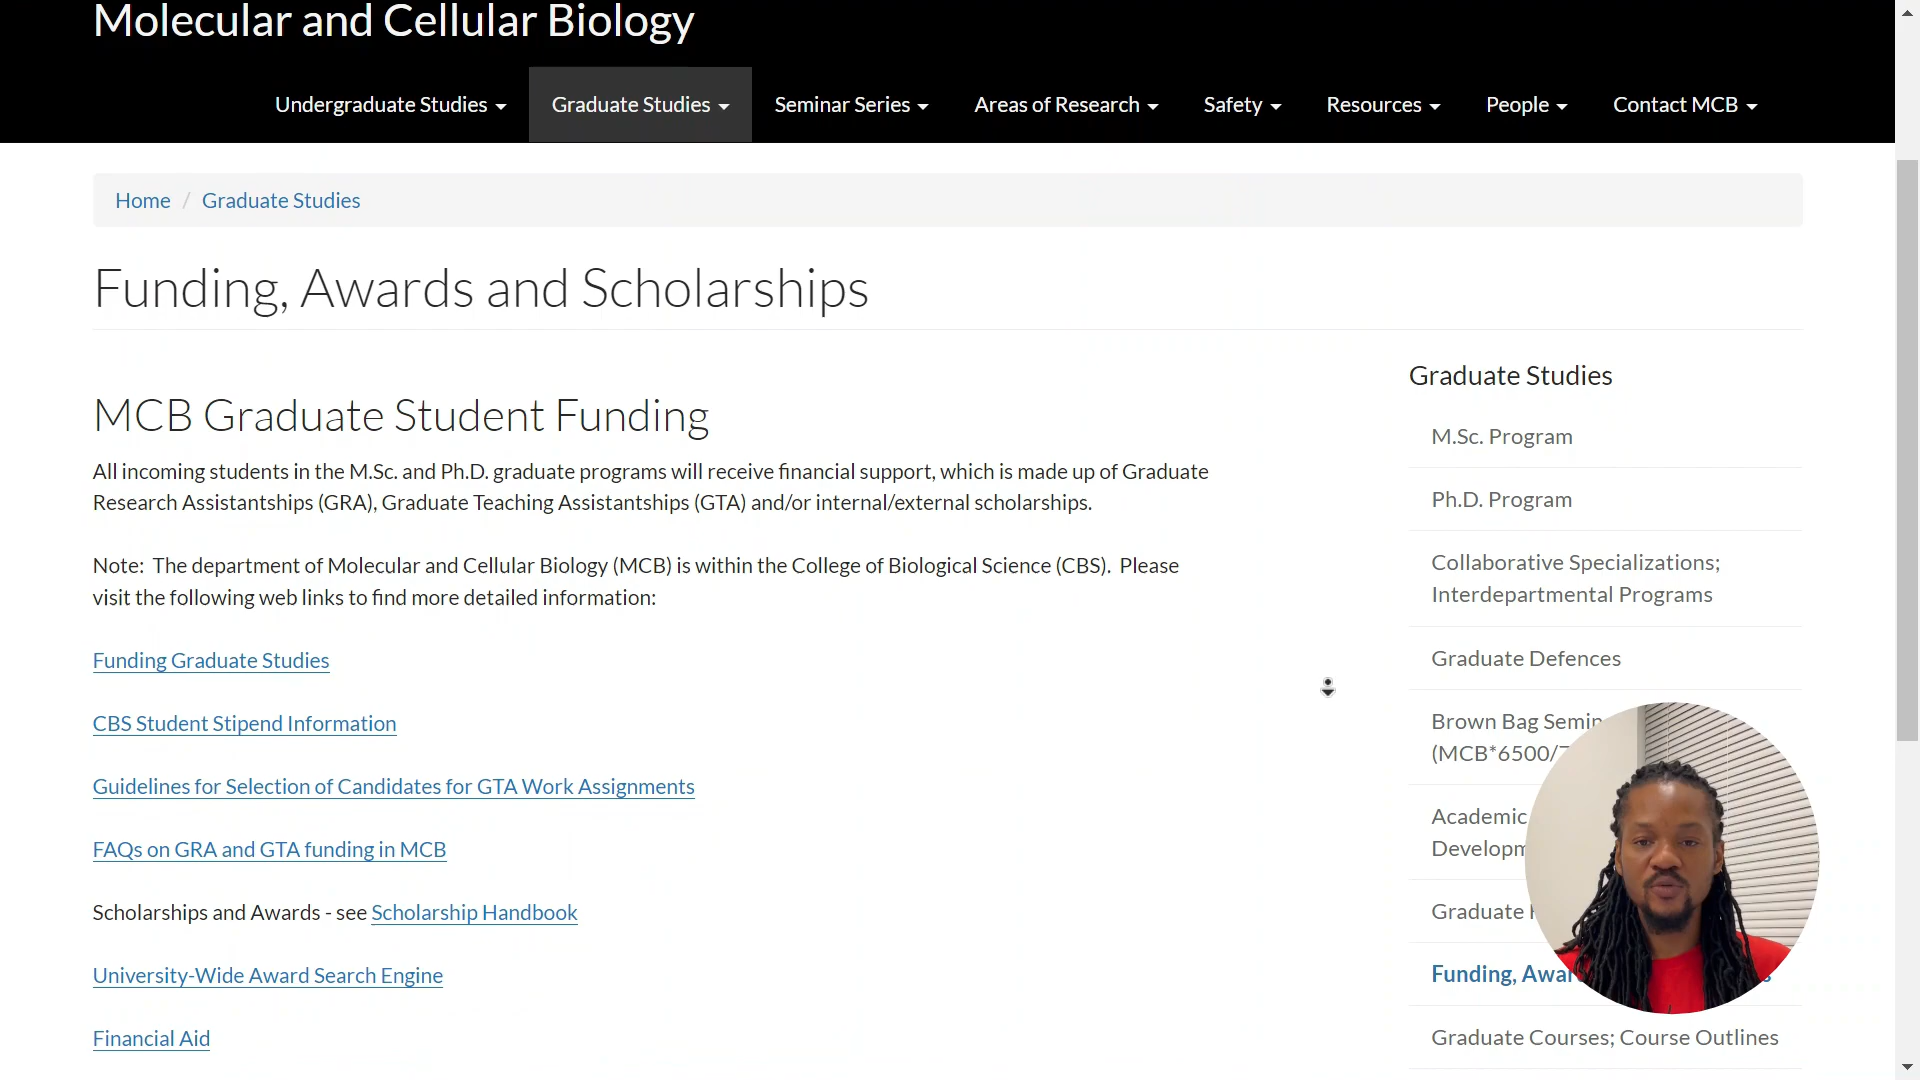 Molecular and Cellular Biology
Undergraduate Studies
Graduate Studies
Seminar Series
Areas of Research
Safety
Resources
People
Contact MCB
Home / Graduate Studies
Funding, Awards and Scholarships
MCB Graduate Student Funding
All incoming students in the M.Sc. and Ph.D. graduate programs will receive financial support, which is made up of Graduate
Research Assistantships (GRA), Graduate Teaching Assistantships (GTA) and/or internal/external scholarships.
Note: The department of Molecular and Cellular Biology (MCB) is within the College of Biological Science (CBS). Please
visit the following web links to find more detailed information:
Funding Graduate Studies
CBS Student Stipend Information
Guidelines for Selection of Candidates for GTA Work Assignments
FAQs on GRA and GTA funding in MCB
Scholarships and Awards - see Scholarship Handbook
University-Wide Award Search Engine
Financial Aid
Graduate Studies
M.Sc. Program
Ph.D. Program
Collaborative Specializations;
Interdepartmental Programs
Graduate Defences
Brown Bag
(MCB*6500/
Academic
Graduate
Funding,
Graduate Courses; Course Outlines